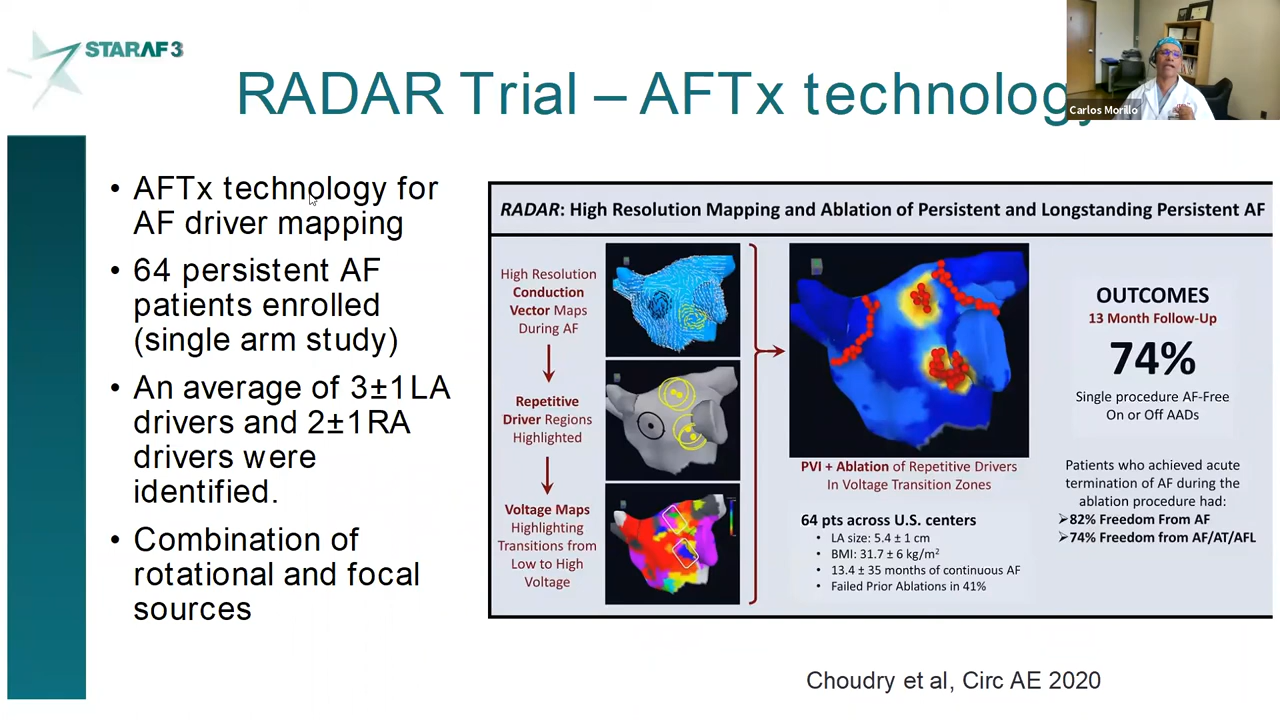 STARAF3
RADAR Trial – AFTx technology
Carlos Morillo
• AFTx technology for
AF driver mapping
• 64 persistent AF
patients enrolled
(single arm study)
• An average of 3±1LA
drivers and 2±1RA
drivers were
identified.
• Combination of
rotational and focal
sources
RADAR: High Resolution Mapping and Ablation of Persistent and Longstanding Persistent AF
High Resolution
Conduction
Vector Maps
During AF
Repetitive
Driver Regions
Highlighted
Voltage Maps
Highlighting
Transitions from
Low to High
Voltage
PVI + Ablation of Repetitive Drivers
In Voltage Transition Zones
64 pts across U.S. centers
• LA size: 5.4 ± 1 cm
• BMI: 31.7 ± 6 kg/m²
• 13.4 ± 35 months of continuous AF
• Failed Prior Ablations in 41%
OUTCOMES
13 Month Follow-Up
74%
Single procedure AF-Free
On or Off AADs
Patients who achieved acute
termination of AF during the
ablation procedure had:
➢82% Freedom From AF
➢74% Freedom from AF/AT/AFL
Choudry et al, Circ AE 2020